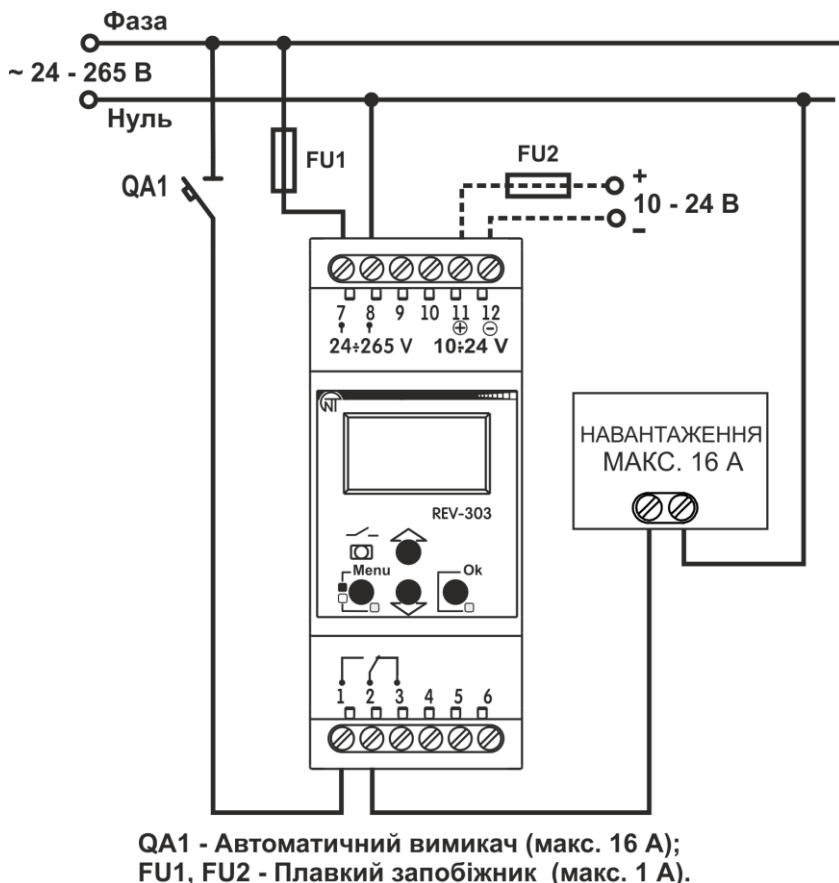 Фаза
~ 24 - 265 В
Нуль
FU1
FU2
QA1
+
10 - 24 В
-
7 8 9 10 11 12
24÷265 V 10÷24 V
NT
НАВАНТАЖЕННЯ
МАКС. 16 А
REV-303
Menu
Ok
1 2 3 4 5 6
QA1 - Автоматичний вимикач (макс. 16 А);
FU1, FU2 - Плавкий запобіжник (макс. 1 А).